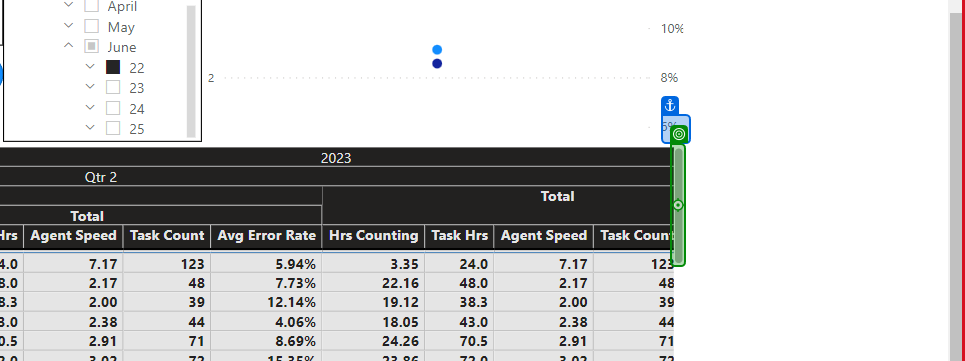 April
May
June
22
23
24
25
10%
2
8%
2023
Qtr 2
Total
Total
Hrs Agent Speed Task Count Avg Error Rate Hrs Counting Task Hrs Agent Speed Task Count
4.0 7.17 123 5.94% 3.35 24.0 7.17 123
8.0 2.17 48 7.73% 22.16 48.0 2.17 48
8.3 2.00 39 12.14% 19.12 38.3 2.00 39
3.0 2.38 44 4.06% 18.05 43.0 2.38 44
0.5 2.91 71 8.69% 24.26 70.5 2.91 71
2.0 3.02 72 15.35% 23.86 72.0 3.02 72